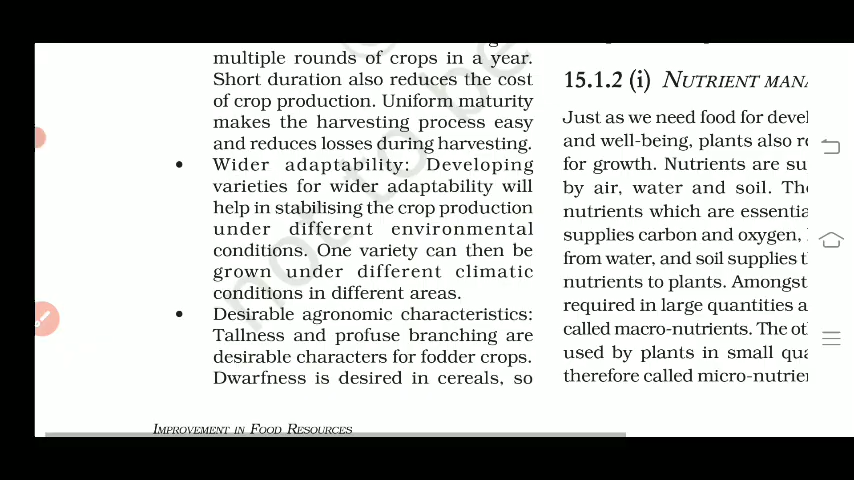 multiple rounds of crops in a year.
Short duration also reduces the cost
of crop production. Uniform maturity
makes the harvesting process easy
and reduces losses during harvesting.
• Wider adaptability: Developing
varieties for wider adaptability will
help in stabilising the crop production
under different environmental
conditions. One variety can then be
grown under different climatic
conditions in different areas.
• Desirable agronomic characteristics:
Tallness and profuse branching are
desirable characters for fodder crops.
Dwarfness is desired in cereals, so
IMPROVEMENT IN FOOD RESOURCES
15.1.2 (i) NUTRIENT MAN
Just as we need food for devel
and well-being, plants also re
for growth. Nutrients are su
by air, water and soil. The
nutrients which are essentia
supplies carbon and oxygen,
from water, and soil supplies t
nutrients to plants. Amongst
required in large quantities a
called macro-nutrients. The ot
used by plants in small qua
therefore called micro-nutrie
not to be